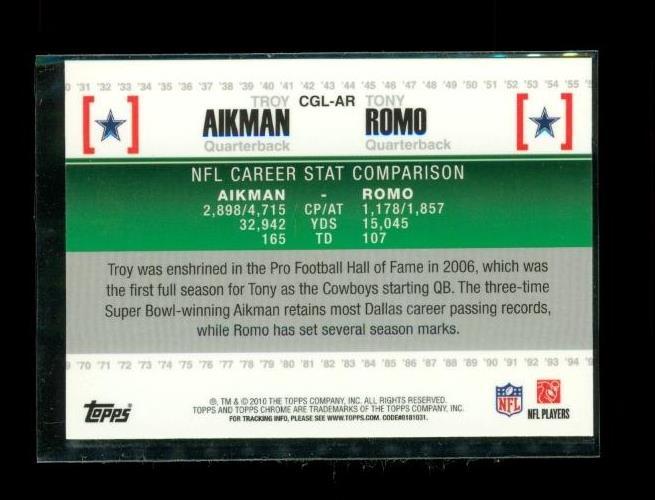 '31 '32 '33 '34 '35 '36 '37 '38 '39 '40 '41 '42 '43 '44 '45 '46 '47 '48 '49 '50 '51 '52 '53 '54 '55
TROY CGL-AR TONY
AIKMAN ROMO
Quarterback Quarterback
NFL CAREER STAT COMPARISON
AIKMAN - ROMO
2,898/4,715 CP/AT 1,178/1,857
32,942 YDS 15,045
165 TD 107
Troy was enshrined in the Pro Football Hall of Fame in 2006, which was
the first full season for Tony as the Cowboys starting QB. The three-time
Super Bowl-winning Aikman retains most Dallas career passing records,
while Romo has set several season marks.
'70 '71 '72 '73 '74 '75 '76 '77 '78 '79 '80 '81 '82 '83 '84 '85 '86 '87 '88 '89 '90 '91 '92 '93 '94
Topps
®, TM & © 2010 THE TOPPS COMPANY, INC. ALL RIGHTS RESERVED.
TOPPS AND TOPPS CHROME ARE TRADEMARKS OF THE TOPPS COMPANY, INC.
FOR TRACKING INFO, PLEASE SEE WWW.TOPPS.COM. CODE#0181031.
NFL
NFL PLAYERS